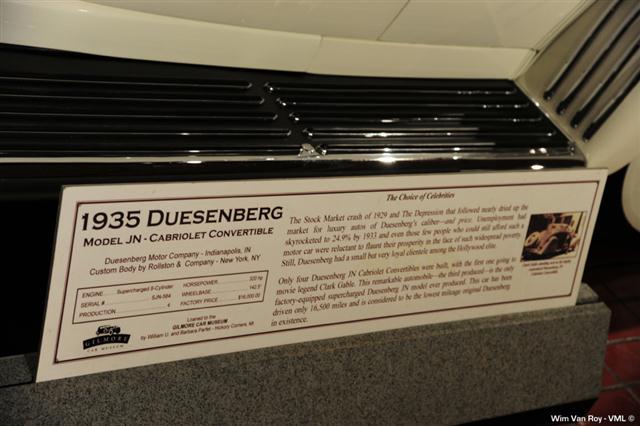 The Choice of Celebrities
1935 DUESENBERG
MODEL JN - CABRIOLET CONVERTIBLE
Duesenberg Motor Company - Indianapolis, IN
Custom Body by Rollston & Company - New York, NY
ENGINE Supercharged 8-Cylinder HORSEPOWER 320 hp
SERIAL # SJN-564 WHEELBASE 142.5"
PRODUCTION 4 FACTORY PRICE $16,000.00
Loaned to the
GILMORE CAR MUSEUM
by William U. and Barbara Parfet - Hickory Corners, MI
GILMORE
CAR MUSEUM
The Stock Market crash of 1929 and The Depression that followed nearly dried up the
market for luxury autos of Duesenberg's caliber—and price. Unemployment had
skyrocketed to 24.9% by 1933 and even those few people who could still afford such a
motor car were reluctant to flaunt their prosperity in the face of such widespread poverty.
Still, Duesenberg had a small but very loyal clientele among the Hollywood elite.
Only four Duesenberg JN Cabriolet Convertibles were built, with the first one going to
movie legend Clark Gable. This remarkable automobile—the third produced—is the only
factory-equipped supercharged Duesenberg JN model ever produced. This car has been
driven only 16,500 miles and is considered to be the lowest mileage original Duesenberg
in existence.
Wim Van Roy - VML ©